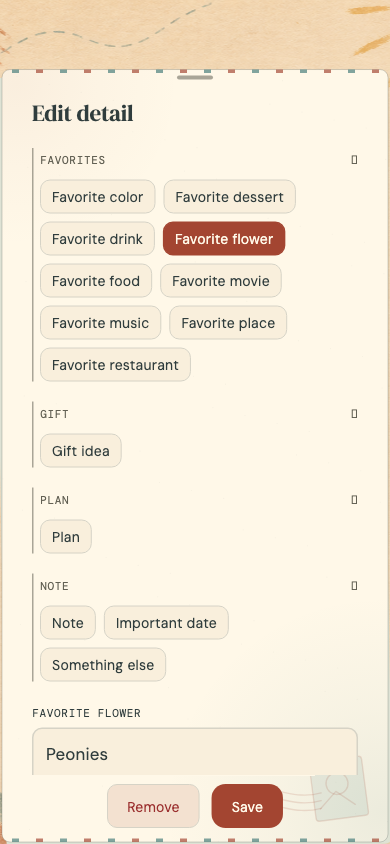 Edit detail
FAVORITES
Favorite color
Favorite dessert
Favorite drink
Favorite flower
Favorite food
Favorite movie
Favorite music
Favorite place
Favorite restaurant
GIFT
Gift idea
PLAN
Plan
NOTE
Note
Important date
Something else
FAVORITE FLOWER
Peonies
Remove
Save